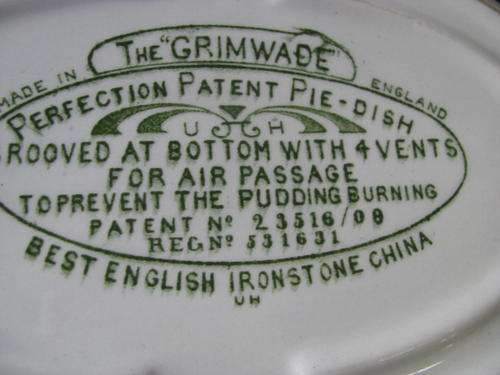 THE "GRIMWADE"
MADE IN ENGLAND
PERFECTION PATENT PIE-DISH
U H
ROOVED AT BOTTOM WITH 4 VENTS
FOR AIR PASSAGE
TO PREVENT THE PUDDING BURNING
PATENT Nº 23516/09
REG Nº 531631
BEST ENGLISH IRONSTONE CHINA
UH